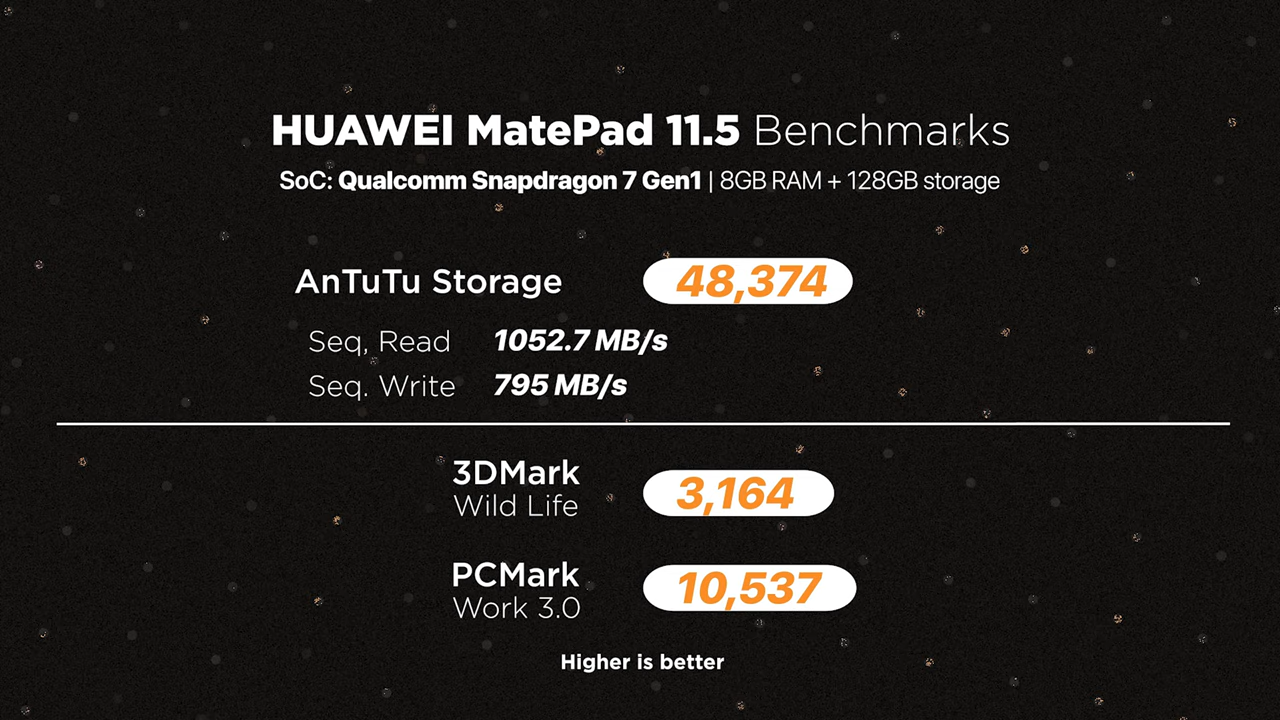 HUAWEI MatePad 11.5 Benchmarks
SoC: Qualcomm Snapdragon 7 Gen1 | 8GB RAM + 128GB storage
AnTuTu Storage 48,374
Seq, Read 1052.7 MB/s
Seq. Write 795 MB/s
3DMark
Wild Life
3,164
PCMark
Work 3.0
10,537
Higher is better